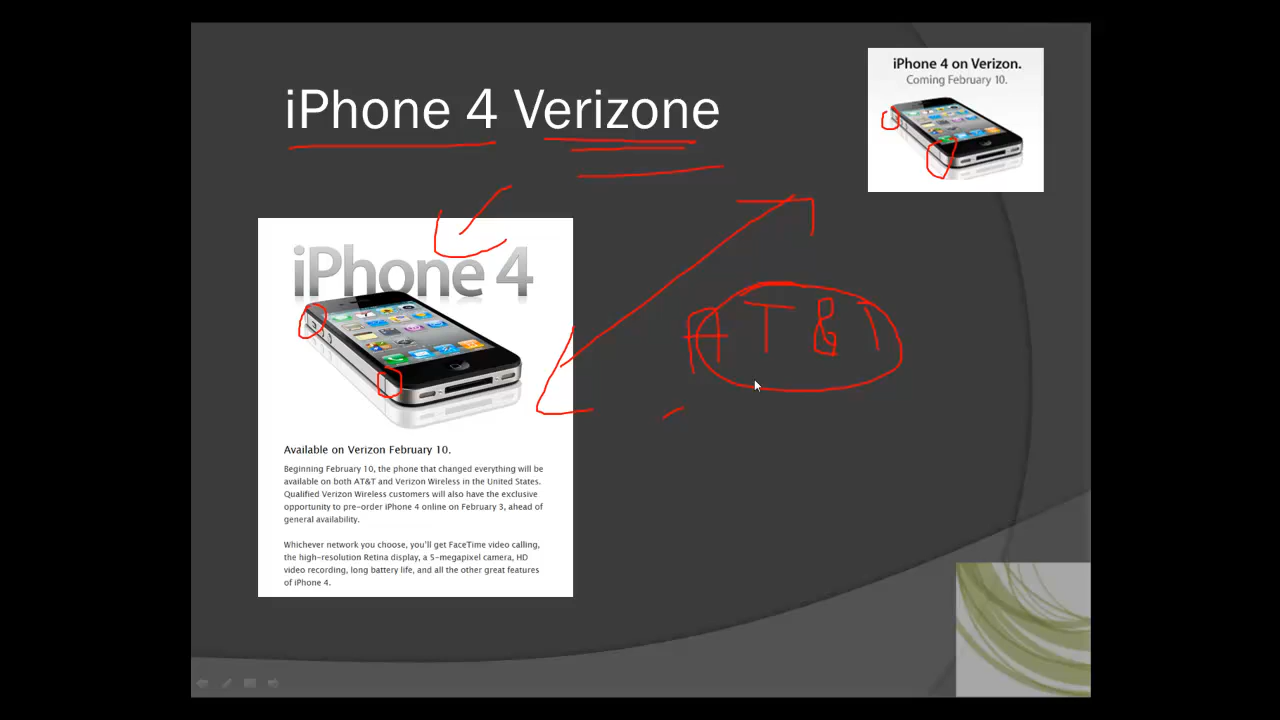 iPhone 4 Verizone
iPhone 4 on Verizon.
Coming February 10.
iPhone 4
AT&T
Available on Verizon February 10.
Beginning February 10, the phone that changed everything will be
available on both AT&T and Verizon Wireless in the United States.
Qualified Verizon Wireless customers will also have the exclusive
opportunity to pre-order iPhone 4 online on February 3, ahead of
general availability.
Whichever network you choose, you'll get FaceTime video calling,
the high-resolution Retina display, a 5-megapixel camera, HD
video recording, long battery life, and all the other great features
of iPhone 4.